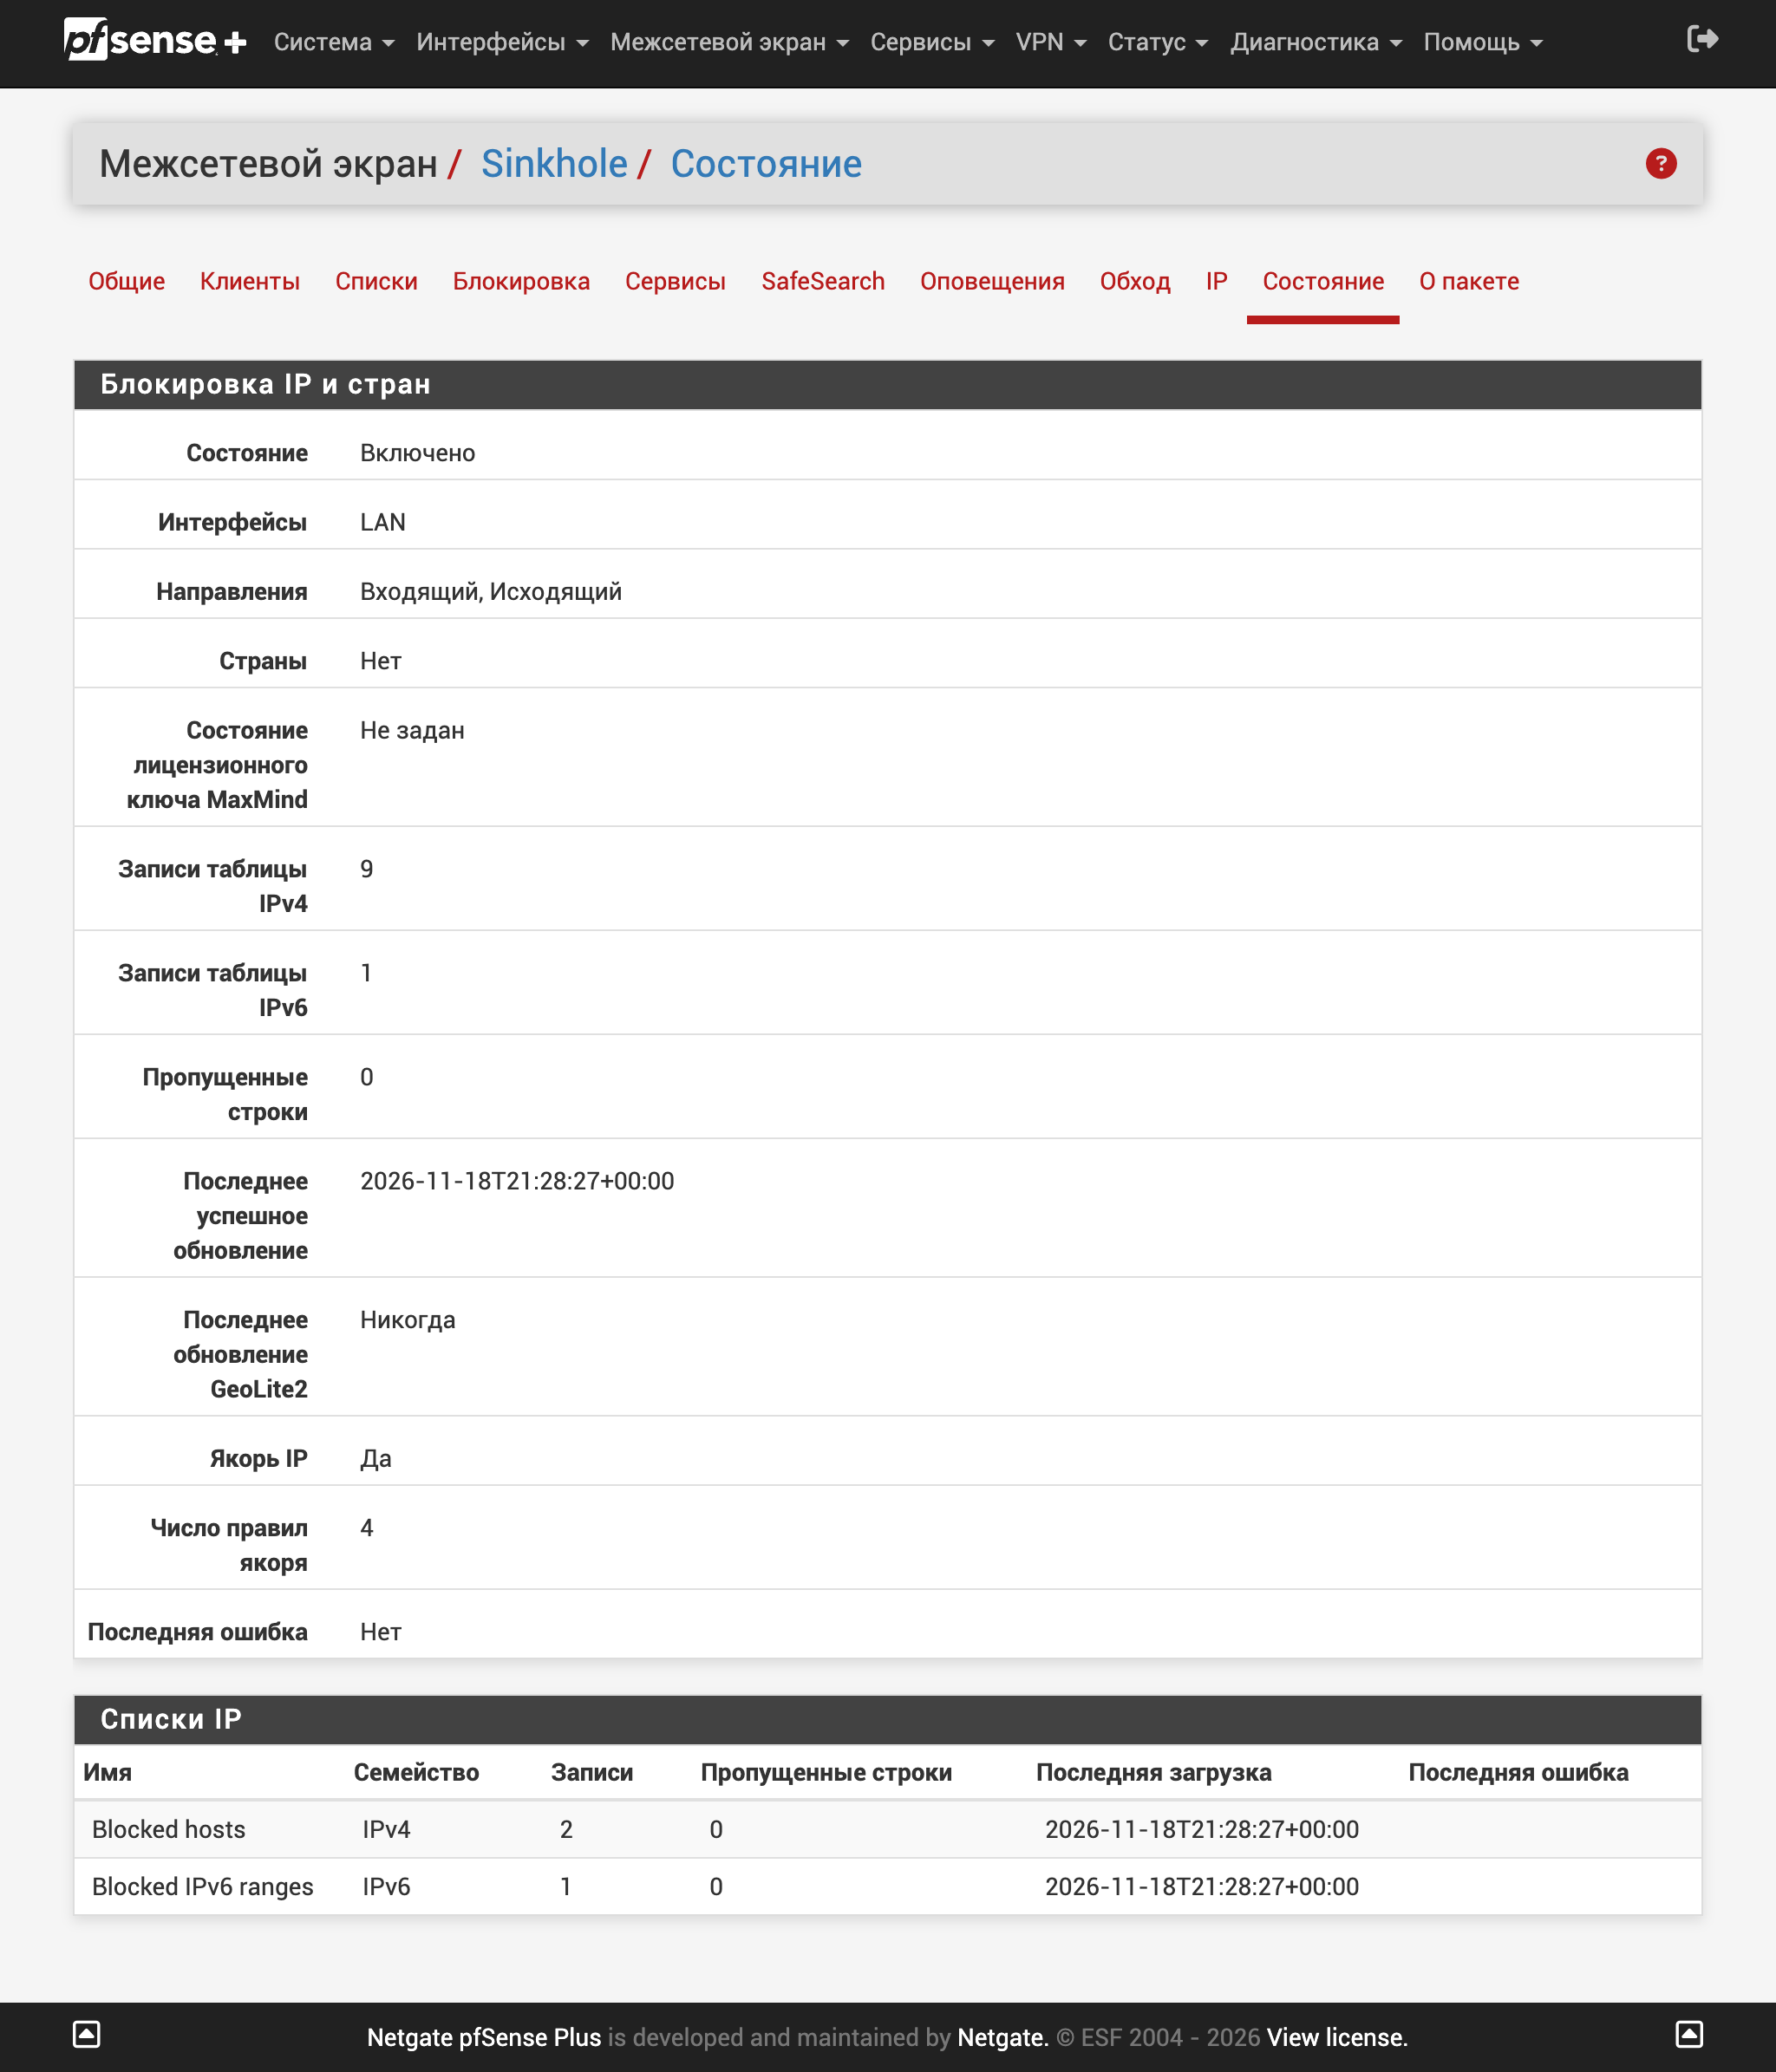 pfsense+ Система Интерфейсы Межсетевой экран Сервисы VPN Статус Диагностика Помощь
Межсетевой экран / Sinkhole / Состояние
Общие Клиенты Списки Блокировка Сервисы SafeSearch Оповещения Обход IP Состояние О пакете
Блокировка IP и стран
Состояние Включено
Интерфейсы LAN
Направления Входящий, Исходящий
Страны Нет
Состояние Не задан
лицензионного
ключа MaxMind
Записи таблицы 9
IPv4
Записи таблицы 1
IPv6
Пропущенные 0
строки
Последнее 2026-11-18T21:28:27+00:00
успешное
обновление
Последнее Никогда
обновление
GeoLite2
Якорь IP Да
Число правил 4
якоря
Последняя ошибка Нет
Списки IP
Имя Семейство Записи Пропущенные строки Последняя загрузка Последняя ошибка
Blocked hosts IPv4 2 0 2026-11-18T21:28:27+00:00
Blocked IPv6 ranges IPv6 1 0 2026-11-18T21:28:27+00:00
Netgate pfSense Plus is developed and maintained by Netgate. © ESF 2004 - 2026 View license.